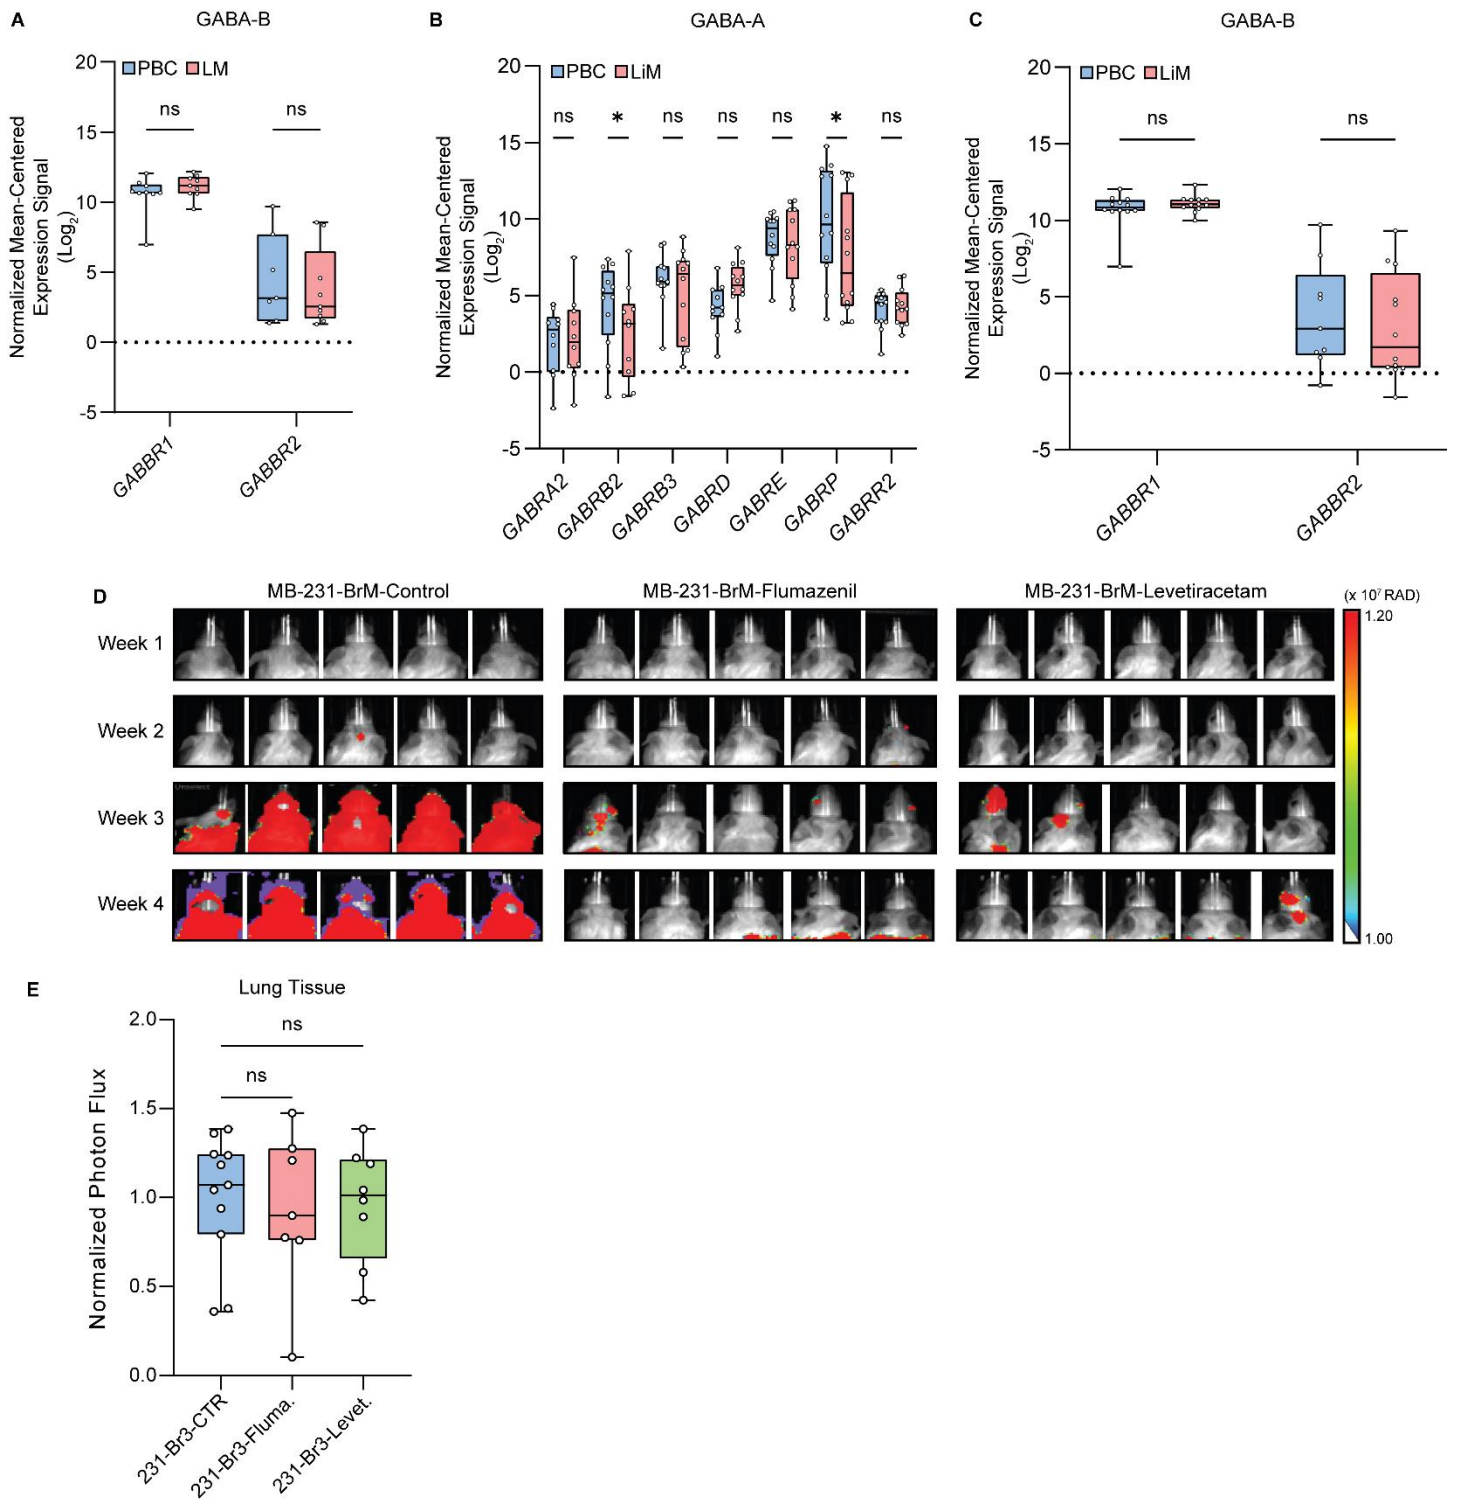 A
GABA-B
PBC LM
Normalized Mean-Centered
Expression Signal
(Log2)
20
15
10
5
0
-5
ns
ns
GABBR1
GABBR2
B
GABA-A
PBC LiM
Normalized Mean-Centered
Expression Signal
(Log2)
20
15
10
5
0
-5
ns * ns ns ns * ns
GABRA2
GABRB2
GABRB3
GABRD
GABRE
GABRP
GABRR2
C
GABA-B
PBC LiM
Normalized Mean-Centered
Expression Signal
(Log2)
20
15
10
5
0
-5
ns
ns
GABBR1
GABBR2
D
MB-231-BrM-Control
MB-231-BrM-Flumazenil
MB-231-BrM-Levetiracetam
(x 10⁷ RAD)
1.20
1.00
Week 1
Week 2
Week 3
Unselect
Week 4
E
Lung Tissue
Normalized Photon Flux
2.0
1.5
1.0
0.5
0.0
ns
ns
231-Br3-CTR
231-Br3-Fluma.
231-Br3-Levet.